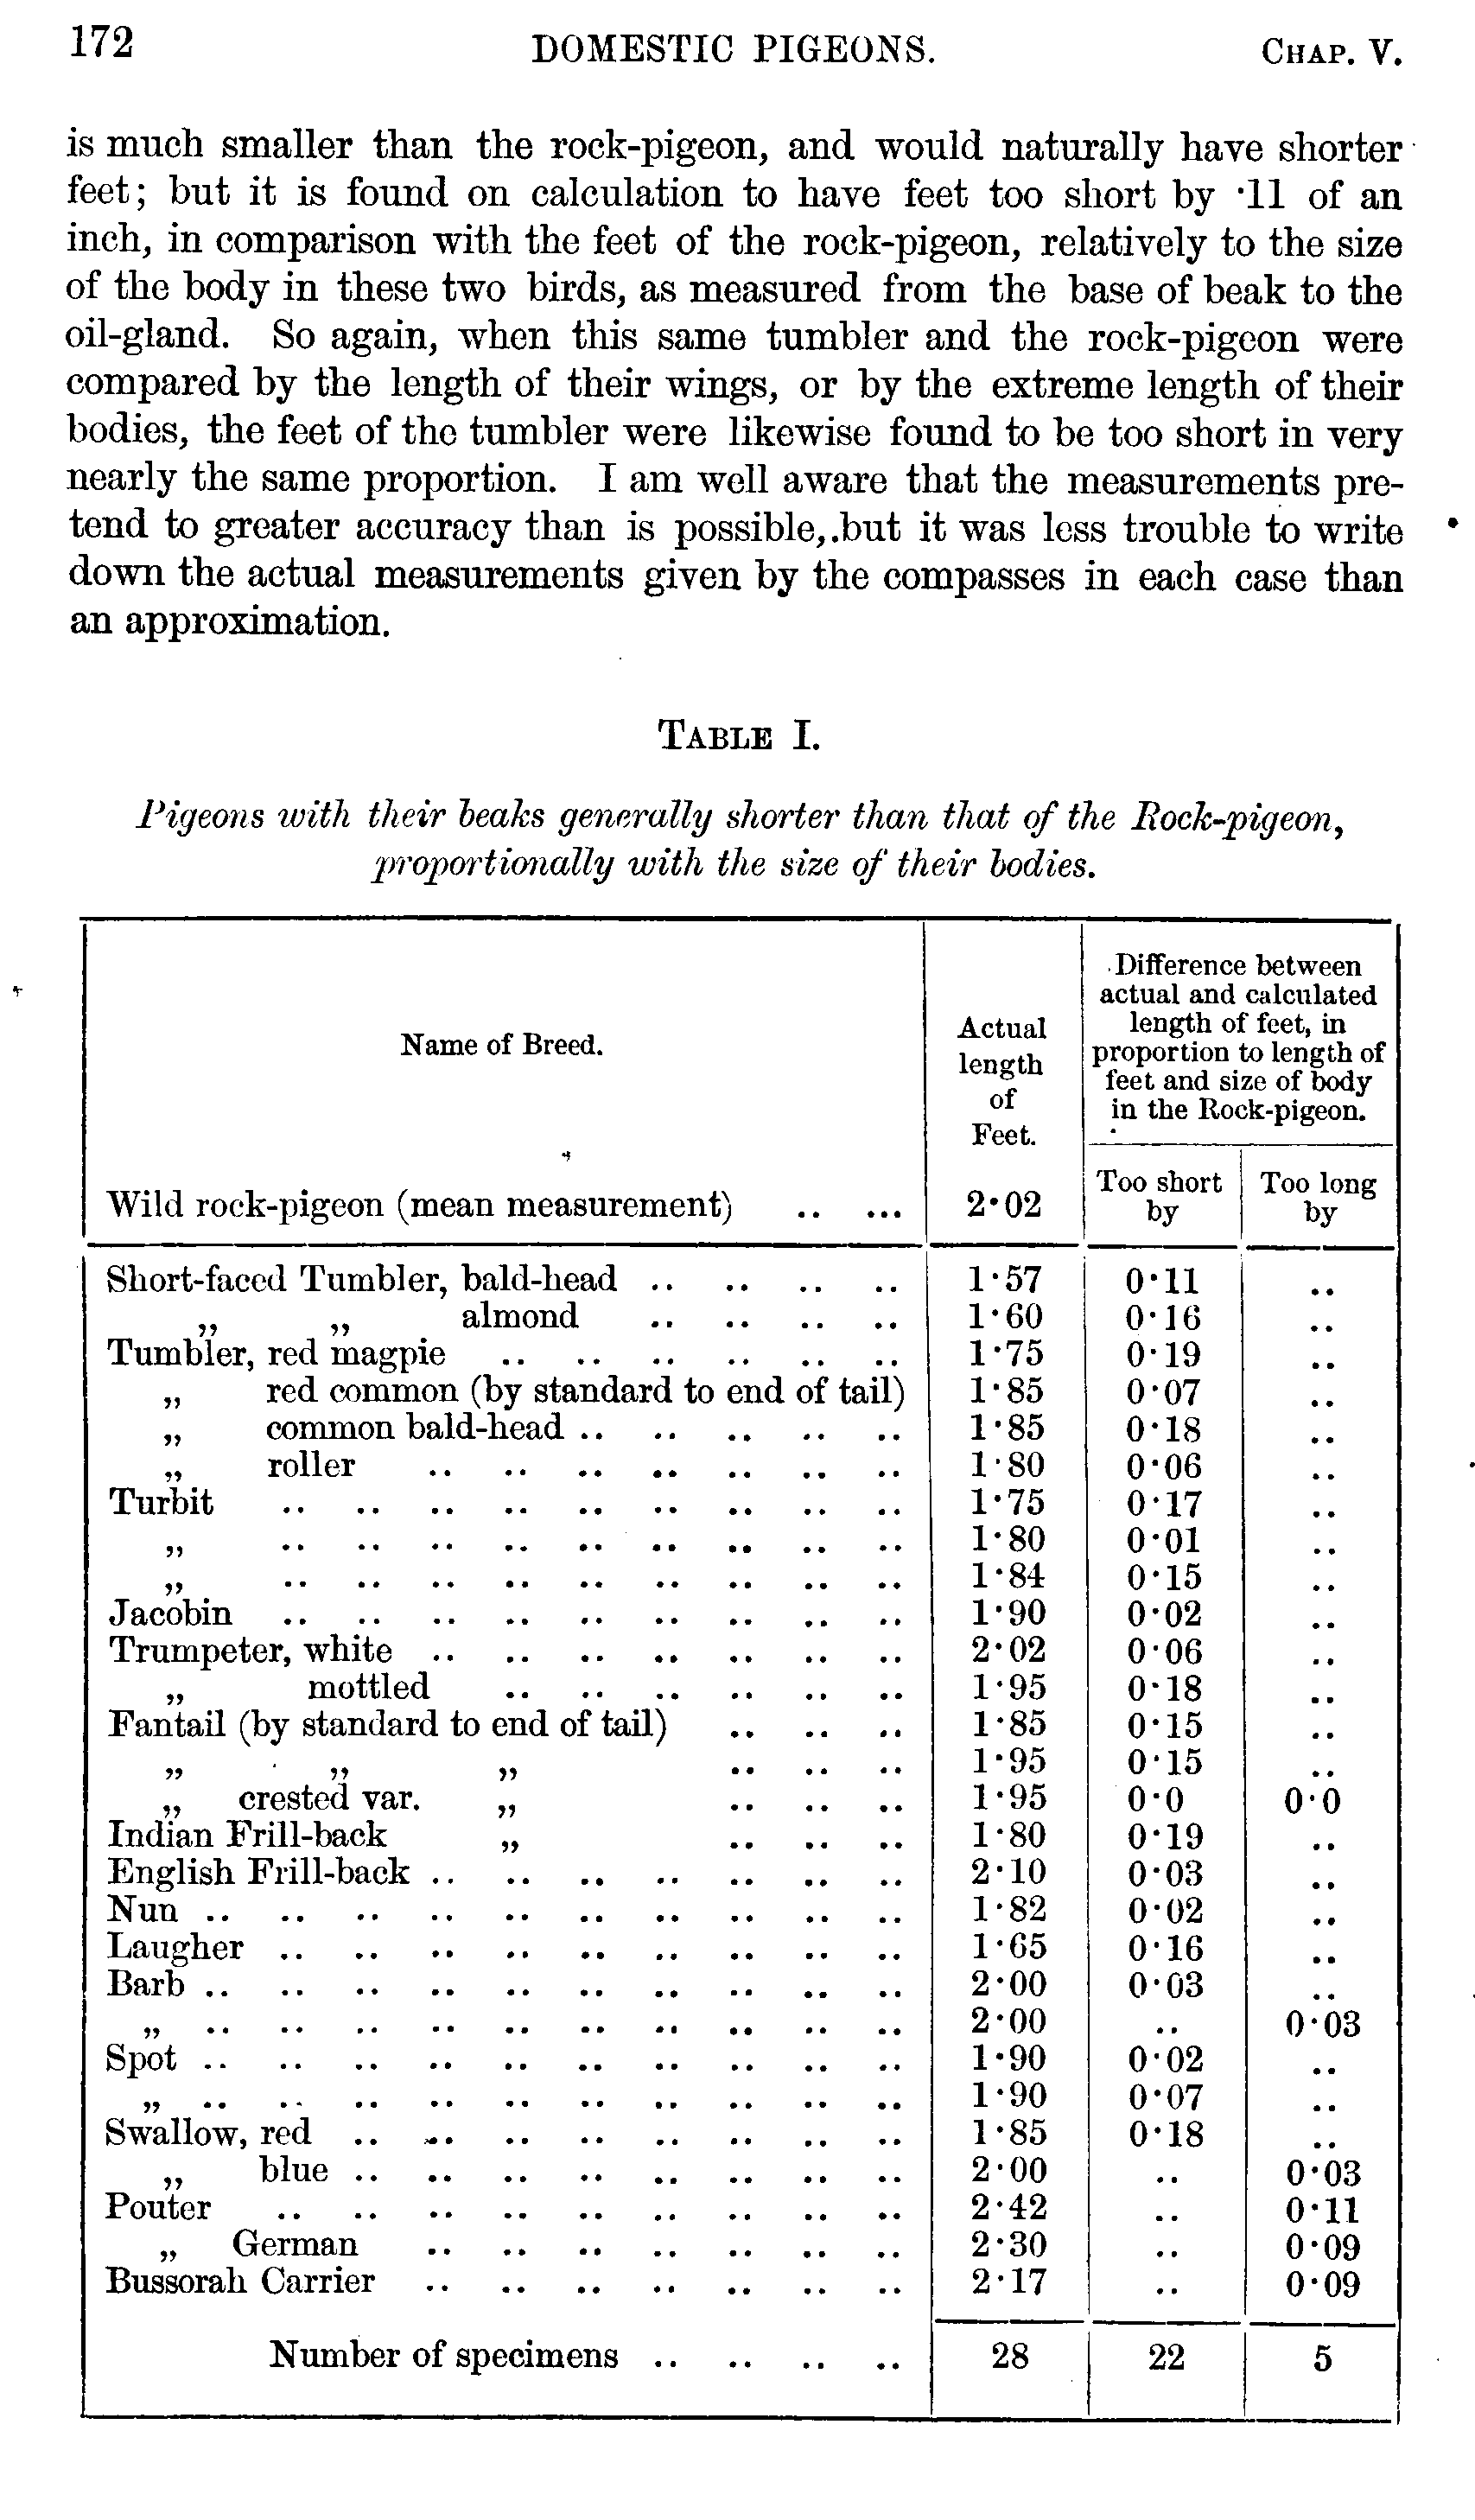 172 DOMESTIC PIGEONS. CHAP. V.
is much smaller than the rock-pigeon, and would naturally have shorter
feet; but it is found on calculation to have feet too short by ·11 of an
inch, in comparison with the feet of the rock-pigeon, relatively to the size
of the body in these two birds, as measured from the base of beak to the
oil-gland. So again, when this same tumbler and the rock-pigeon were
compared by the length of their wings, or by the extreme length of their
bodies, the feet of the tumbler were likewise found to be too short in very
nearly the same proportion. I am well aware that the measurements pre-
tend to greater accuracy than is possible, but it was less trouble to write
down the actual measurements given by the compasses in each case than
an approximation.
TABLE I.
Pigeons with their beaks generally shorter than that of the Rock-pigeon,
proportionally with the size of their bodies.
Name of Breed.
Actual
length
of
Feet.
Difference between
actual and calculated
length of feet, in
proportion to length of
feet and size of body
in the Rock-pigeon.
Too short
by
Too long
by
Wild rock-pigeon (mean measurement) .. ... 2·02
Short-faced Tumbler, bald-head .. .. .. .. 1·57 0·11 ..
„ „ almond .. .. .. .. 1·60 0·16 ..
Tumbler, red magpie .. .. .. .. .. .. 1·75 0·19 ..
„ red common (by standard to end of tail) 1·85 0·07 ..
„ common bald-head .. .. .. .. .. 1·85 0·18 ..
„ roller .. .. .. .. .. .. .. 1·80 0·06 ..
Turbit .. .. .. .. .. .. .. .. .. 1·75 0·17 ..
„ .. .. .. .. .. .. .. .. .. 1·80 0·01 ..
„ .. .. .. .. .. .. .. .. .. 1·84 0·15 ..
Jacobin .. .. .. .. .. .. .. .. .. 1·90 0·02 ..
Trumpeter, white .. .. .. .. .. .. .. 2·02 0·06 ..
„ mottled .. .. .. .. .. .. 1·95 0·18 ..
Fantail (by standard to end of tail) .. .. .. 1·85 0·15 ..
„ „ „ .. .. .. 1·95 0·15 ..
„ crested var. „ .. .. .. 1·95 0·0 0·0
Indian Frill-back „ .. .. .. 1·80 0·19 ..
English Frill-back .. .. .. .. .. .. .. 2·10 0·03 ..
Nun .. .. .. .. .. .. .. .. .. .. 1·82 0·02 ..
Laugher .. .. .. .. .. .. .. .. .. 1·65 0·16 ..
Barb .. .. .. .. .. .. .. .. .. .. 2·00 0·03 ..
„ .. .. .. .. .. .. .. .. .. .. 2·00 .. 0·03
Spot .. .. .. .. .. .. .. .. .. .. 1·90 0·02 ..
„ .. .. .. .. .. .. .. .. .. .. 1·90 0·07 ..
Swallow, red .. .. .. .. .. .. .. .. 1·85 0·18 ..
„ blue .. .. .. .. .. .. .. .. 2·00 .. 0·03
Pouter .. .. .. .. .. .. .. .. .. 2·42 .. 0·11
„ German .. .. .. .. .. .. .. 2·30 .. 0·09
Bussorah Carrier .. .. .. .. .. .. .. 2·17 .. 0·09
Number of specimens .. .. .. .. 28 22 5